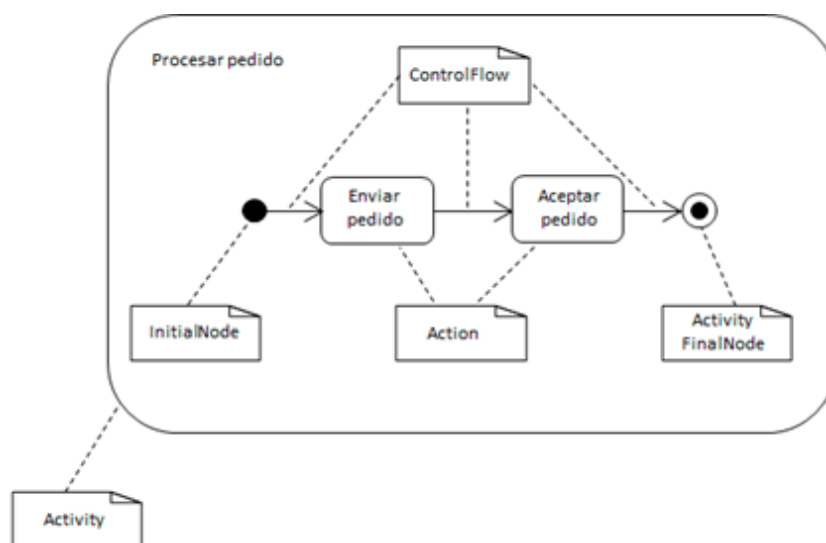 Procesar pedido
ControlFlow
Enviar
pedido
Aceptar
pedido
InitialNode
Action
Activity
FinalNode
Activity